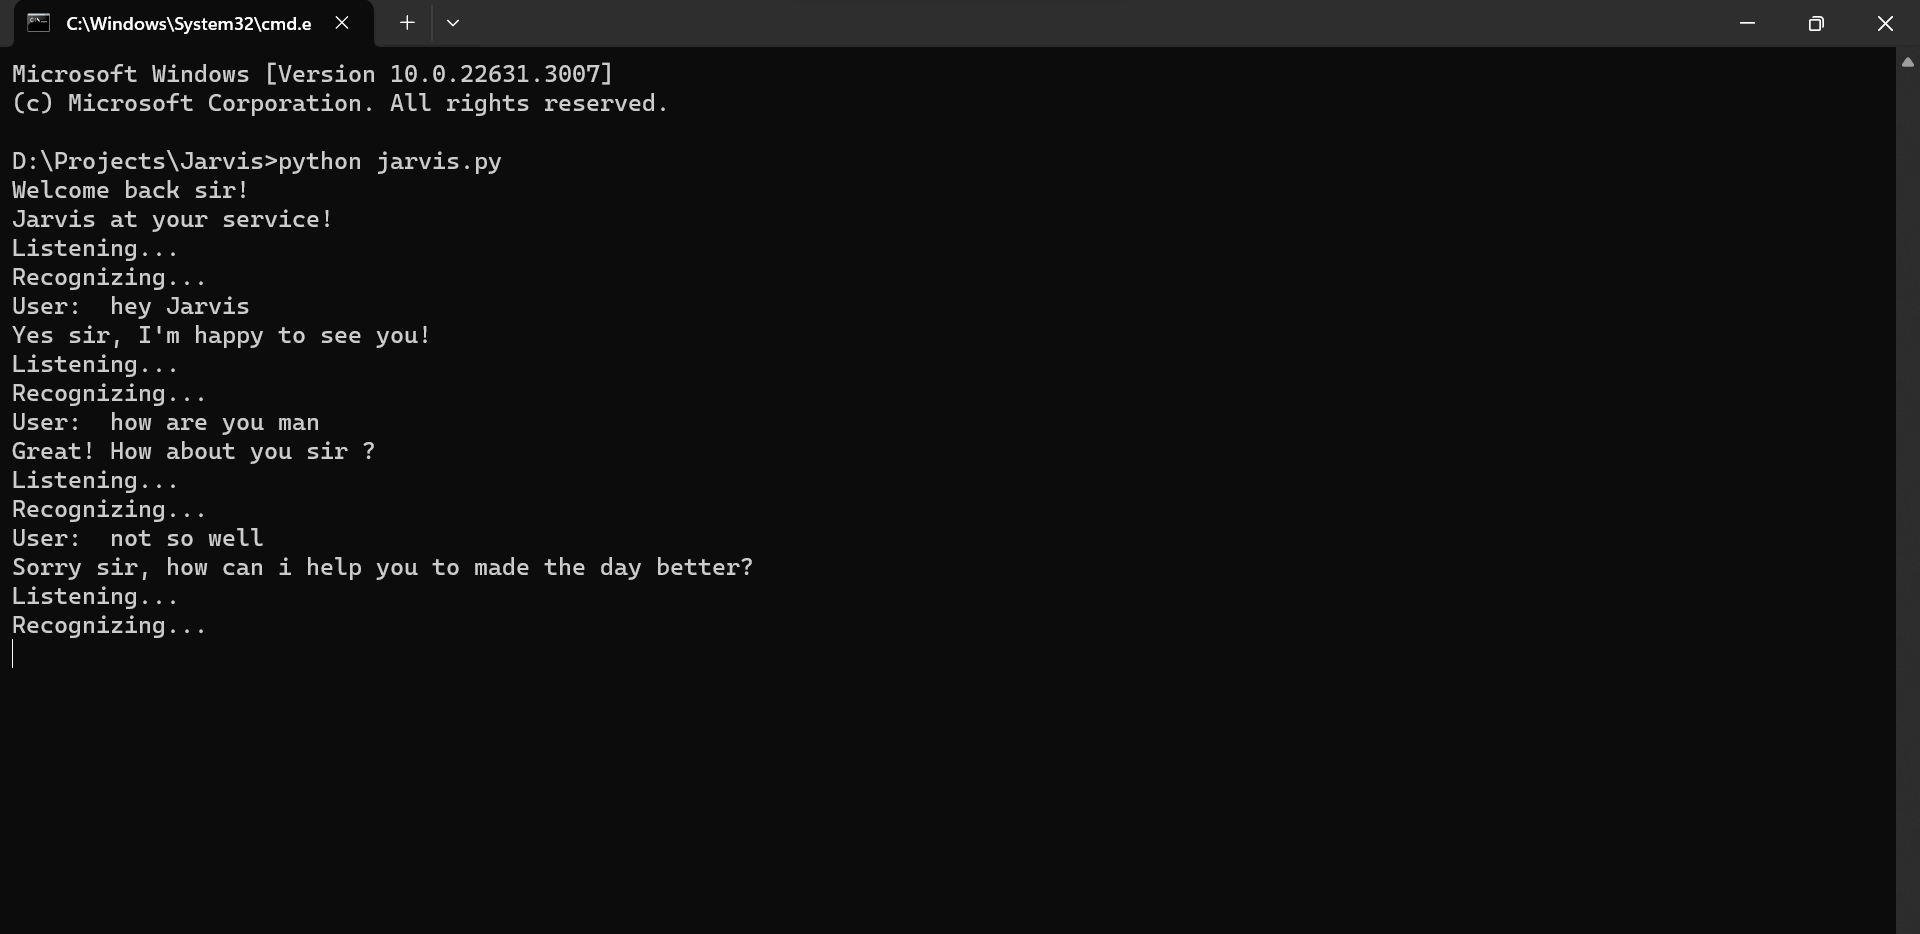 C:\Windows\System32\cmd.e
Microsoft Windows [Version 10.0.22631.3007]
(c) Microsoft Corporation. All rights reserved.
D:\Projects\Jarvis>python jarvis.py
Welcome back sir!
Jarvis at your service!
Listening...
Recognizing...
User:  hey Jarvis
Yes sir, I'm happy to see you!
Listening...
Recognizing...
User:  how are you man
Great! How about you sir ?
Listening...
Recognizing...
User:  not so well
Sorry sir, how can i help you to made the day better?
Listening...
Recognizing...